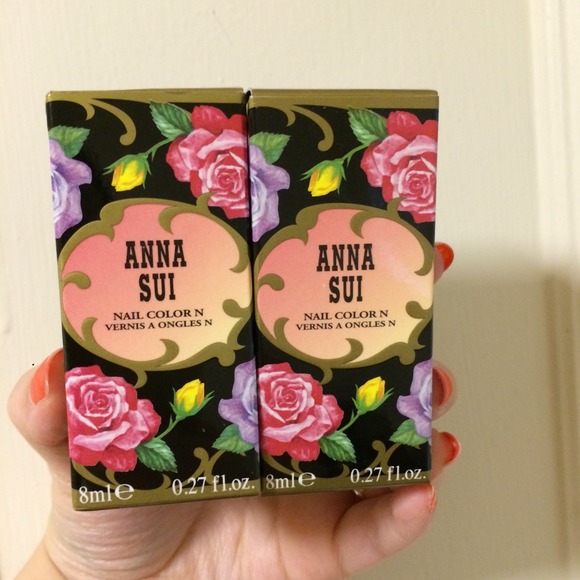 ANNA
SUI
NAIL COLOR N
VERNIS A ONGLES N
8ml℮ 0.27 fl.oz.
ANNA
SUI
NAIL COLOR N
VERNIS A ONGLES N
8ml℮ 0.27 fl.oz.